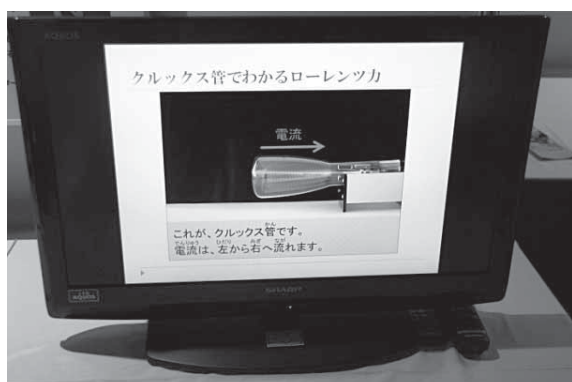 AQUOS
クルックス管でわかるローレンツ力
電流
これが、クルックス管です。
電流は、左から右へ流れます。
SHARP